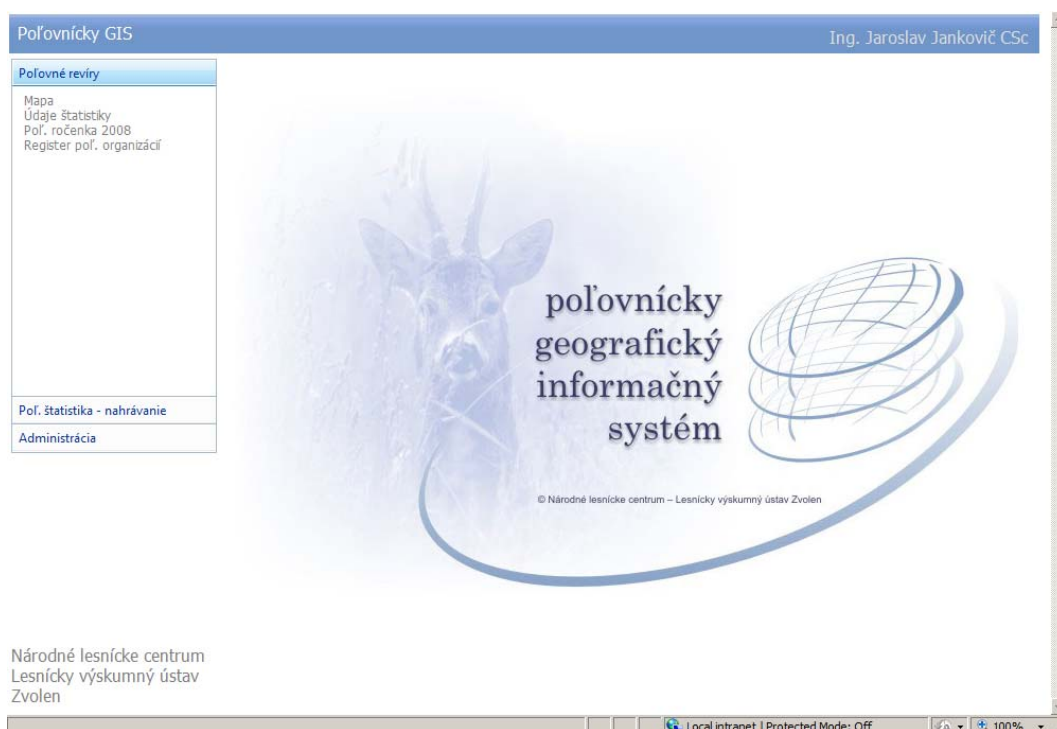 Poľovnícky GIS
Ing. Jaroslav Jankovič CSc
Poľovné revíry
Mapa
Údaje štatistiky
Poľ. ročenka 2008
Register poľ. organizácií
Poľ. štatistika - nahrávanie
Administrácia
poľovnícky
geografický
informačný
systém
© Národné lesnícke centrum – Lesnícky výskumný ústav Zvolen
Národné lesnícke centrum
Lesnícky výskumný ústav
Zvolen
Local intranet | Protected Mode: Off
100%